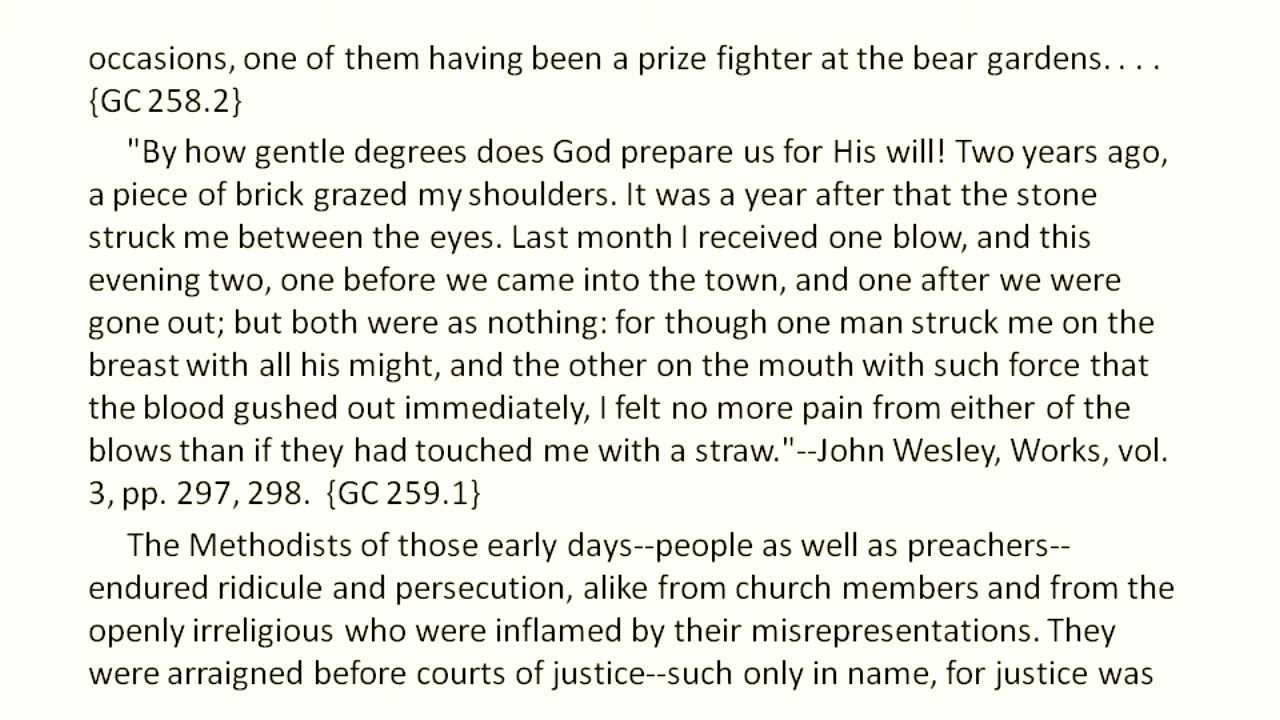 occasions, one of them having been a prize fighter at the bear gardens. . . .
{GC 258.2}
"By how gentle degrees does God prepare us for His will! Two years ago,
a piece of brick grazed my shoulders. It was a year after that the stone
struck me between the eyes. Last month I received one blow, and this
evening two, one before we came into the town, and one after we were
gone out; but both were as nothing: for though one man struck me on the
breast with all his might, and the other on the mouth with such force that
the blood gushed out immediately, I felt no more pain from either of the
blows than if they had touched me with a straw."--John Wesley, Works, vol.
3, pp. 297, 298. {GC 259.1}
The Methodists of those early days--people as well as preachers--
endured ridicule and persecution, alike from church members and from the
openly irreligious who were inflamed by their misrepresentations. They
were arraigned before courts of justice--such only in name, for justice was